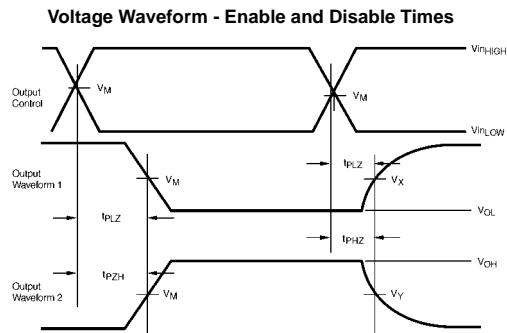 Voltage Waveform - Enable and Disable Times
VinHIGH
Output
Control
VM
VM
VinLOW
tPLZ
Output
Waveform 1
VM
VX
tPLZ
VOL
tPHZ
tPZH
VOH
Output
Waveform 2
VM
VY